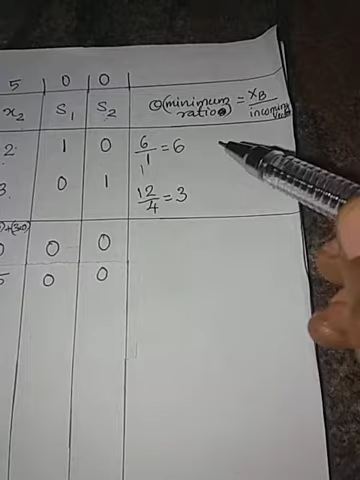 5 0 0
x₂ S₁ S₂ θ(minimum ratio) = XB / incoming
2 1 0 6/1 = 6
3 0 1 12/4 = 3
0 0 0
5 0 0